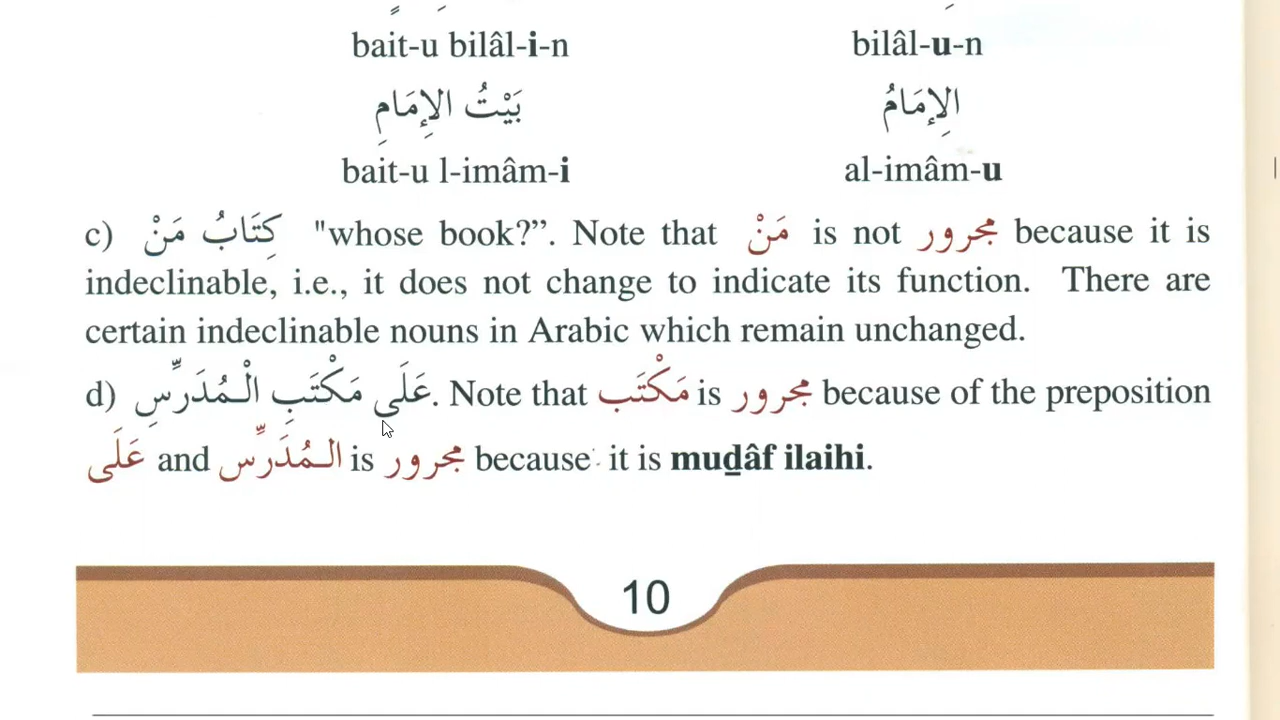 bait-u bilâl-i-n bilâl-u-n
بَيْتُ الإِمَامِ الإِمَامُ
bait-u l-imâm-i al-imâm-u
c) كِتَابُ مَنْ "whose book?”. Note that مَنْ is not مجرور because it is
indeclinable, i.e., it does not change to indicate its function. There are
certain indeclinable nouns in Arabic which remain unchanged.
d) عَلَى مَكْتَبِ الْمُدَرِّسِ. Note that مَكْتَب is مجرور because of the preposition
عَلَى and الـمُدَرِّس is مجرور because it is muḏâf ilaihi.
10